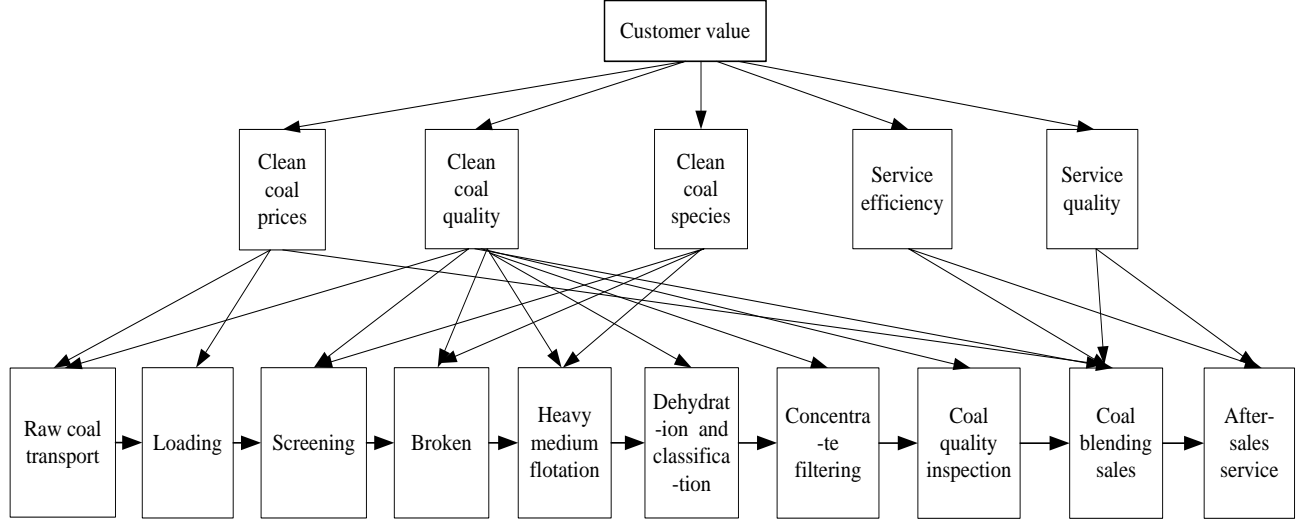 Customer value
Clean
coal
prices
Clean
coal
quality
Clean
coal
species
Service
efficiency
Service
quality
Raw coal
transport
Loading
Screening
Broken
Heavy
medium
flotation
Dehydrat
-ion and
classifica
-tion
Concentra
-te
filtering
Coal
quality
inspection
Coal
blending
sales
After-
sales
service